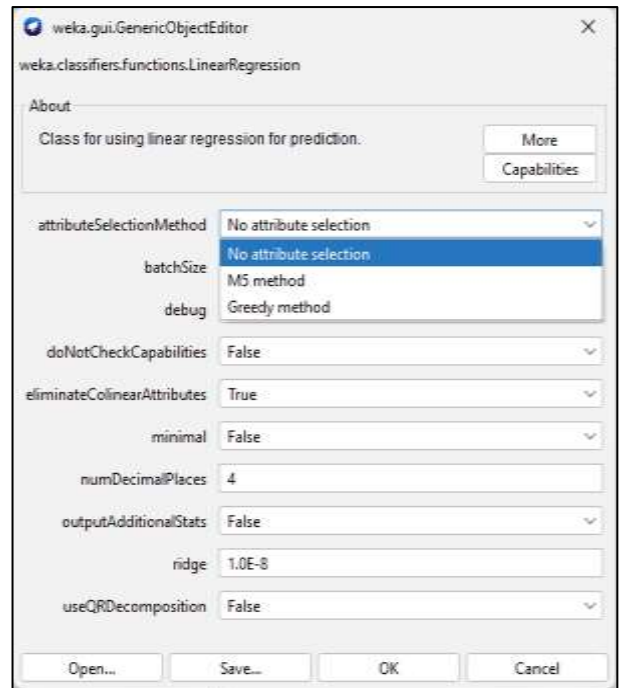 weka.gui.GenericObjectEditor
weka.classifiers.functions.LinearRegression
About
Class for using linear regression for prediction.
More
Capabilities
attributeSelectionMethod No attribute selection
No attribute selection
batchSize
M5 method
debug
Greedy method
doNotCheckCapabilities False
eliminateColinearAttributes True
minimal False
numDecimalPlaces 4
outputAdditionalStats False
ridge 1.0E-8
useQRDecomposition False
Open... Save... OK Cancel